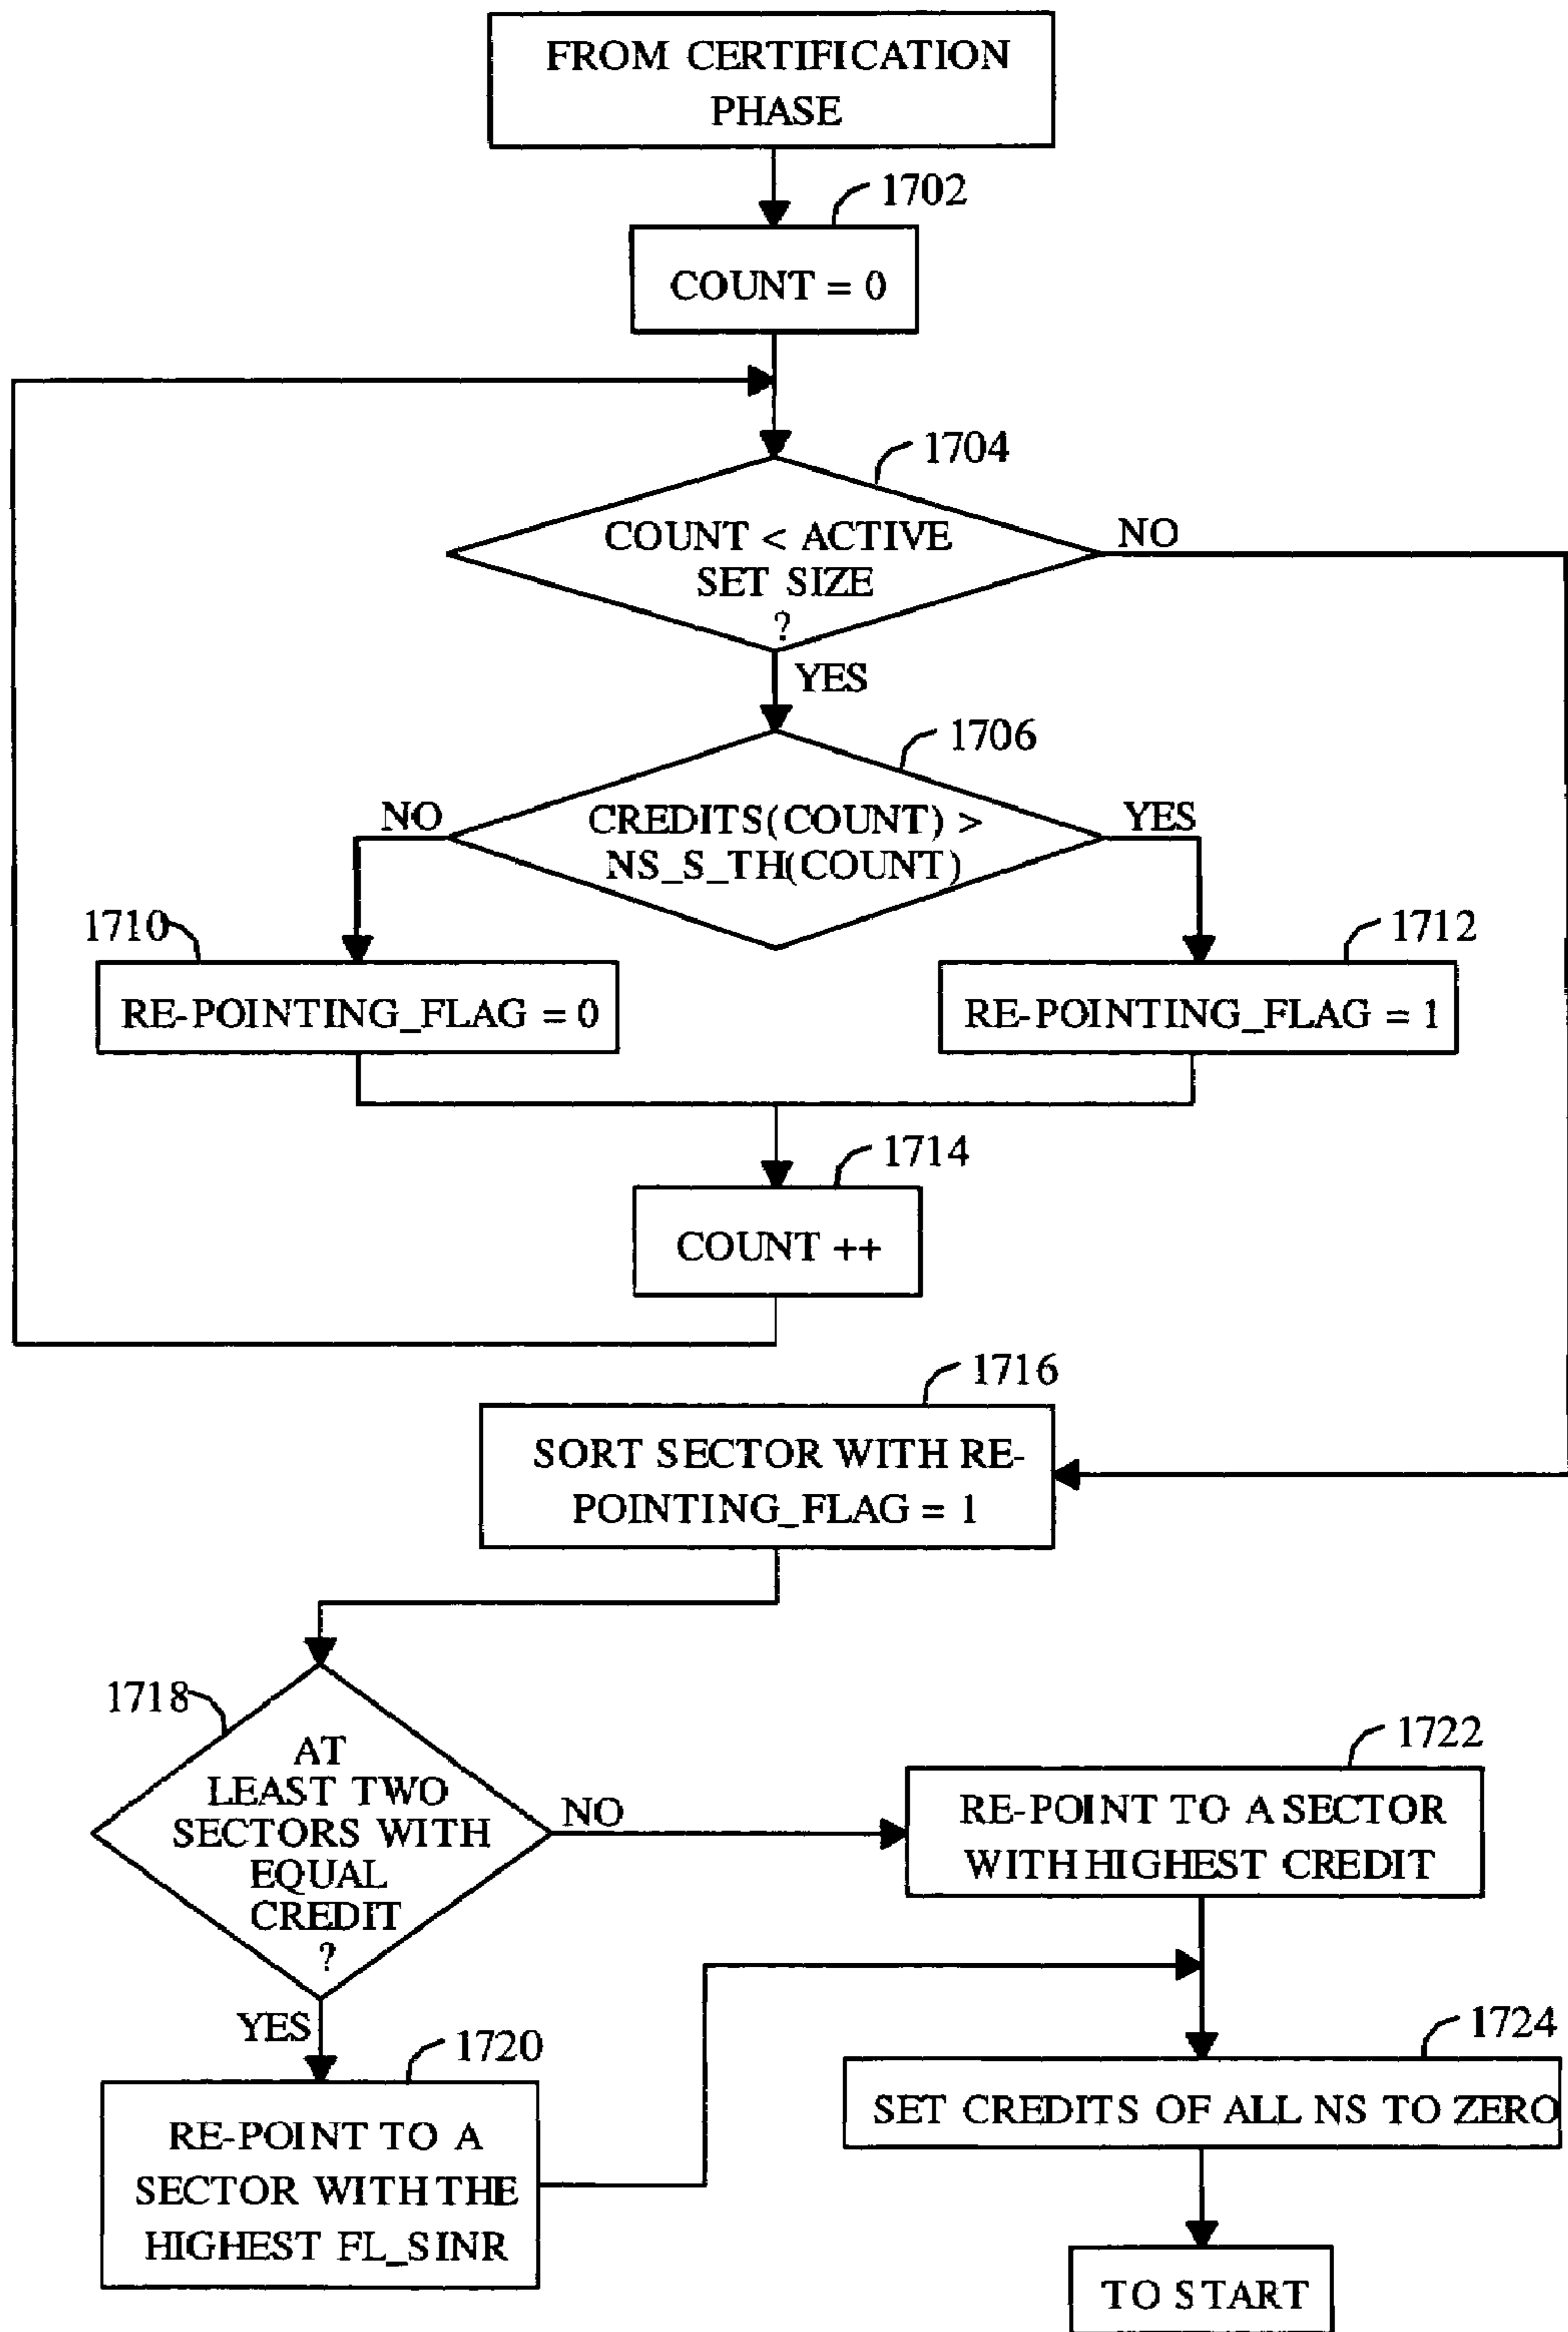 FROM CERTIFICATION
PHASE
1702
COUNT = 0
1704
COUNT < ACTIVE
SET SIZE
?
NO
YES
1706
CREDITS(COUNT) >
NS_S_TH(COUNT)
NO
YES
1710
RE-POINTING_FLAG = 0
1712
RE-POINTING_FLAG = 1
1714
COUNT ++
1716
SORT SECTOR WITH RE-
POINTING_FLAG = 1
1718
AT
LEAST TWO
SECTORS WITH
EQUAL
CREDIT
?
NO
YES
1722
RE-POINT TO A SECTOR
WITH HIGHEST CREDIT
1720
RE-POINT TO A
SECTOR WITH THE
HIGHEST FL_SINR
1724
SET CREDITS OF ALL NS TO ZERO
TO START